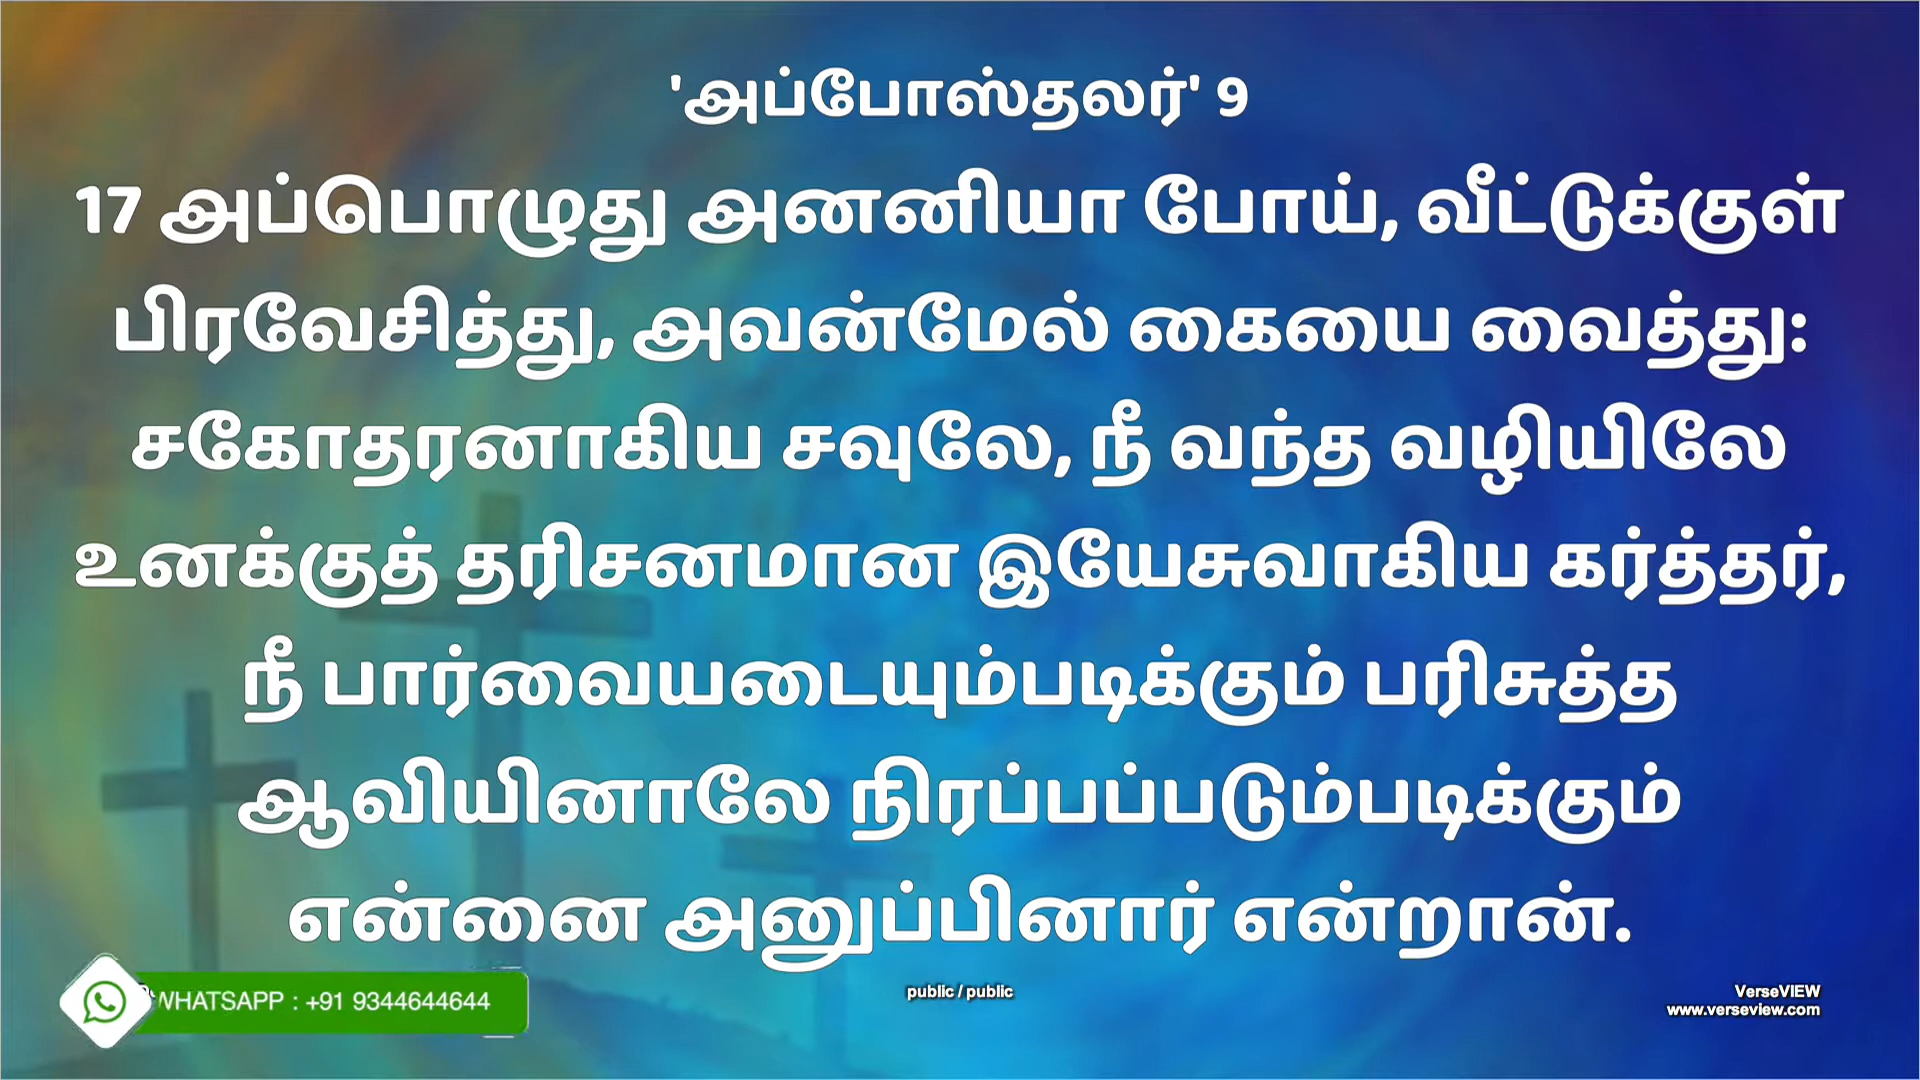 'அப்போஸ்தலர்' 9
17 அப்பொழுது அனனியா போய், வீட்டுக்குள்
பிரவேசித்து, அவன்மேல் கையை வைத்து:
சகோதரனாகிய சவுலே, நீ வந்த வழியிலே
உனக்குத் தரிசனமான இயேசுவாகிய கர்த்தர்,
நீ பார்வையடையும்படிக்கும் பரிசுத்த
ஆவியினாலே நிரப்பப்படும்படிக்கும்
என்னை அனுப்பினார் என்றான்.
WHATSAPP : +91 9344644644
public / public
VerseVIEW
www.verseview.com